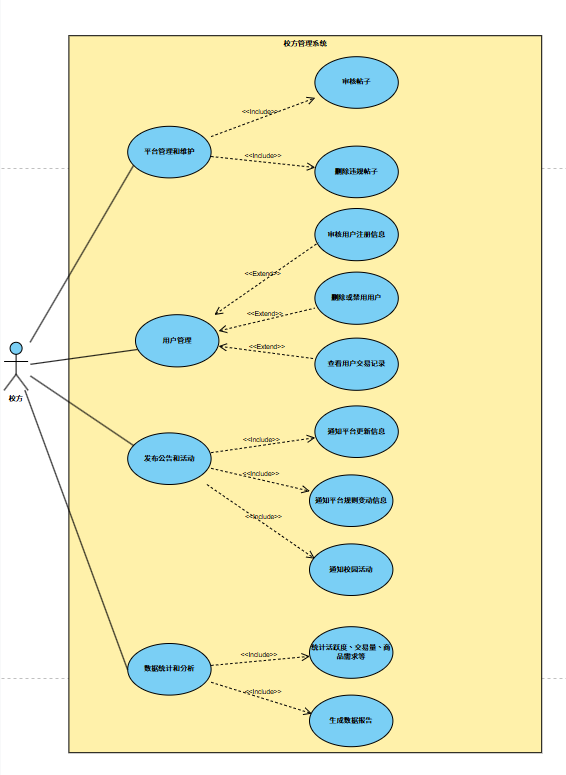 校方管理系统
审核帖子
<<Include>>
平台管理和维护
<<Include>>
删除违规帖子
审核用户注册信息
<<Extend>>
删除或禁用用户
<<Extend>>
用户管理
<<Extend>>
查看用户交易记录
校方
通知平台更新信息
<<Include>>
发布公告和活动
<<Include>>
通知平台规则变动信息
<<Include>>
通知校园活动
统计活跃度、交易量、商
品需求等
<<Include>>
数据统计和分析
<<Include>>
生成数据报告